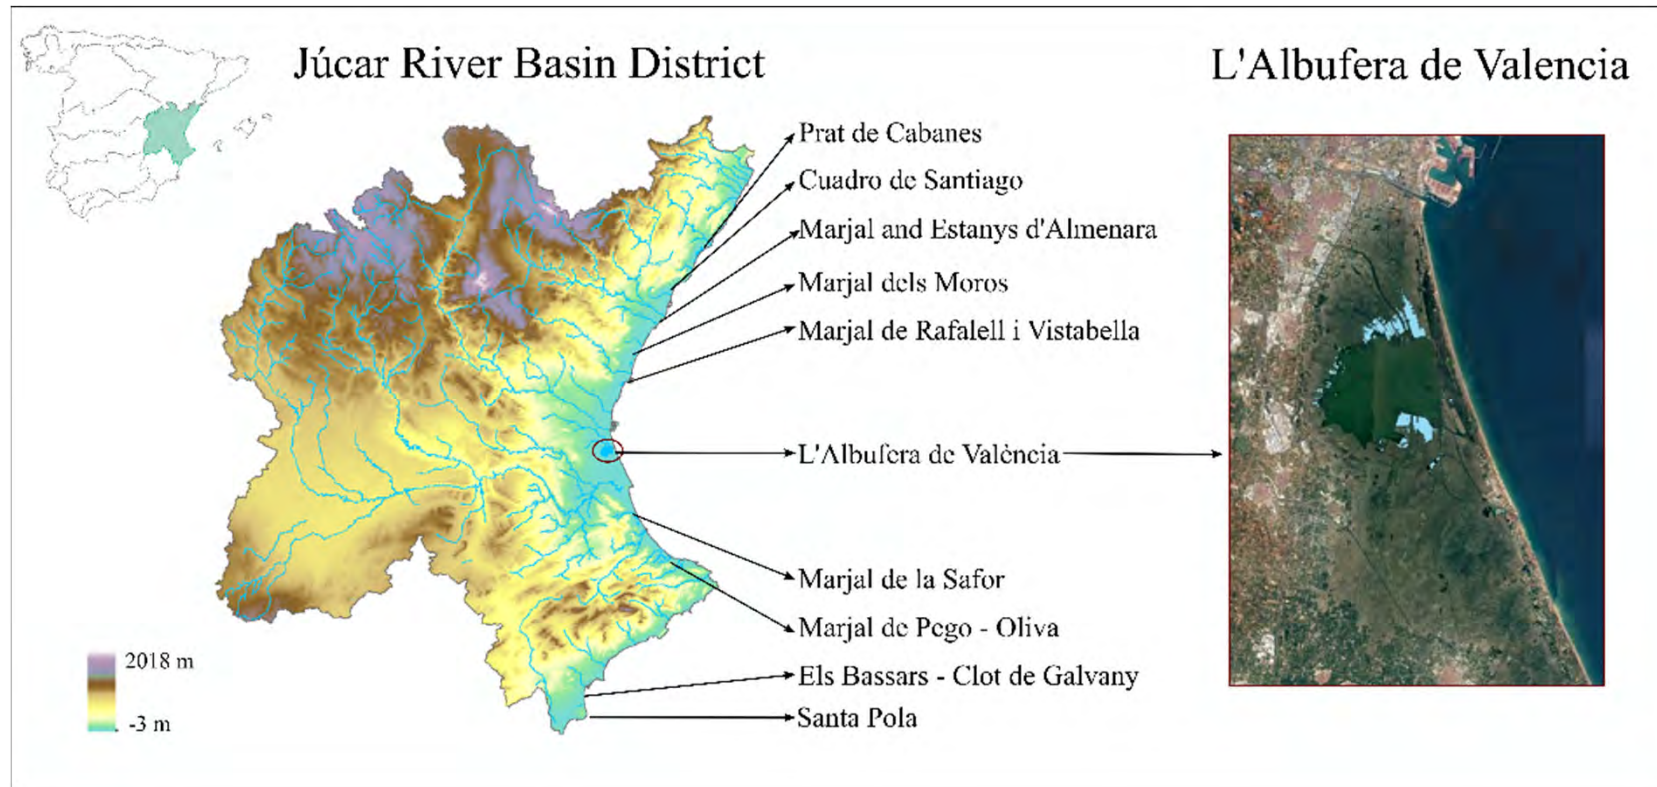 Júcar River Basin District
L'Albufera de Valencia
Prat de Cabanes
Cuadro de Santiago
Marjal and Estanys d'Almenara
Marjal dels Moros
Marjal de Rafalell i Vistabella
L'Albufera de València
Marjal de la Safor
Marjal de Pego - Oliva
Els Bassars - Clot de Galvany
Santa Pola
2018 m
-3 m